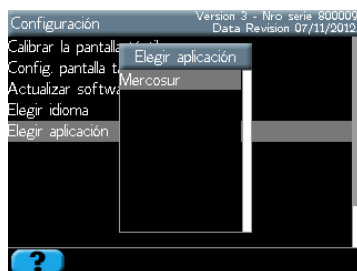 Configuración
Version 3 - Nro serie 800009
Data Revision 07/11/2012
Calibrar la pantalla
Config. pantalla
Actualizar softwa
Elegir idioma
Elegir aplicación
Elegir aplicación
Mercosur
?